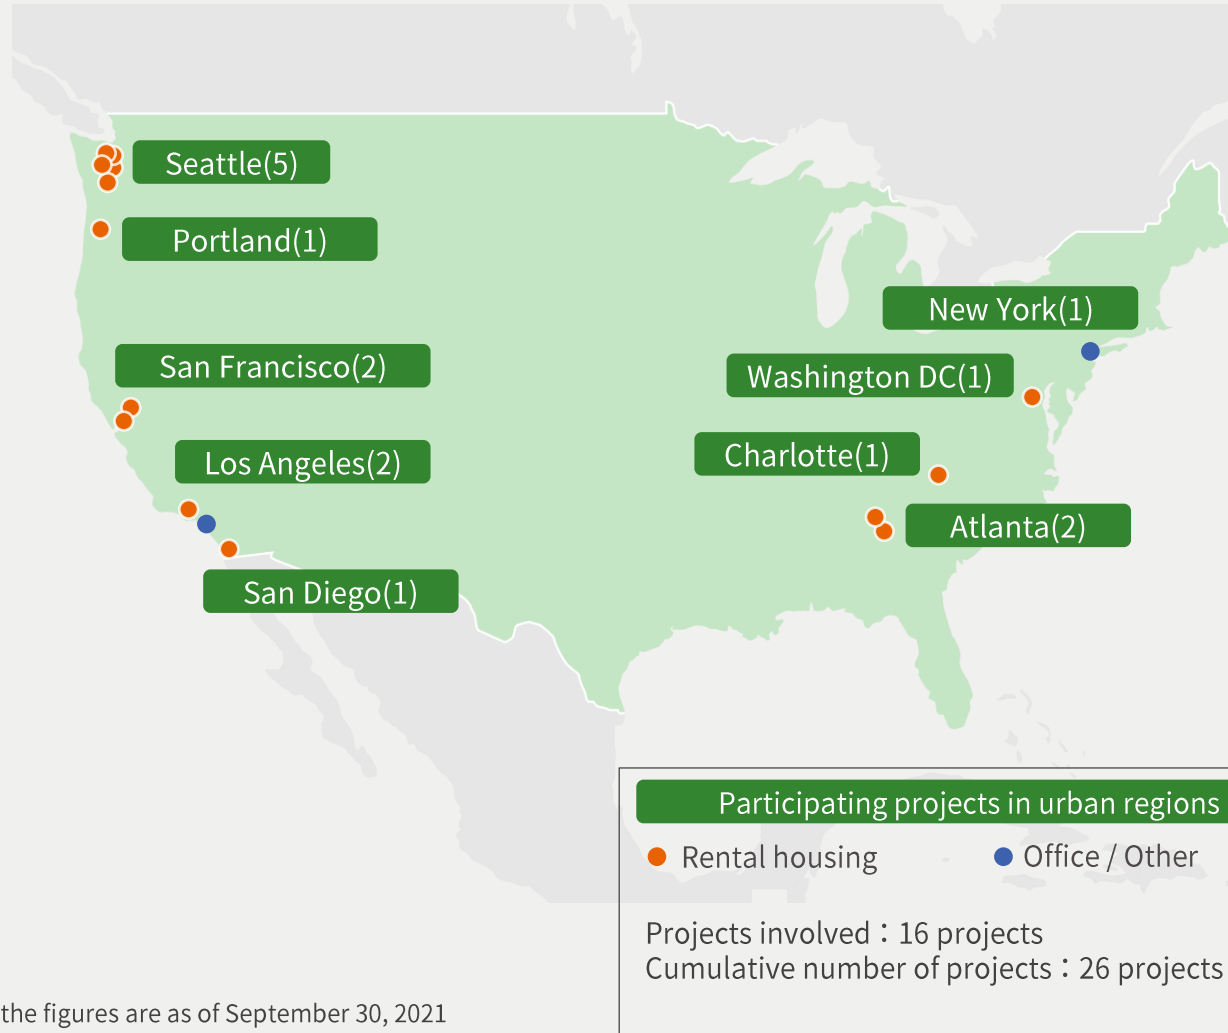 Seattle(5)
Portland(1)
New York(1)
San Francisco(2)
Washington DC(1)
Charlotte(1)
Los Angeles(2)
Atlanta(2)
San Diego(1)
Participating projects in urban regions
Rental housing
Office / Other
Projects involved：16 projects
Cumulative number of projects：26 projects
the figures are as of September 30, 2021